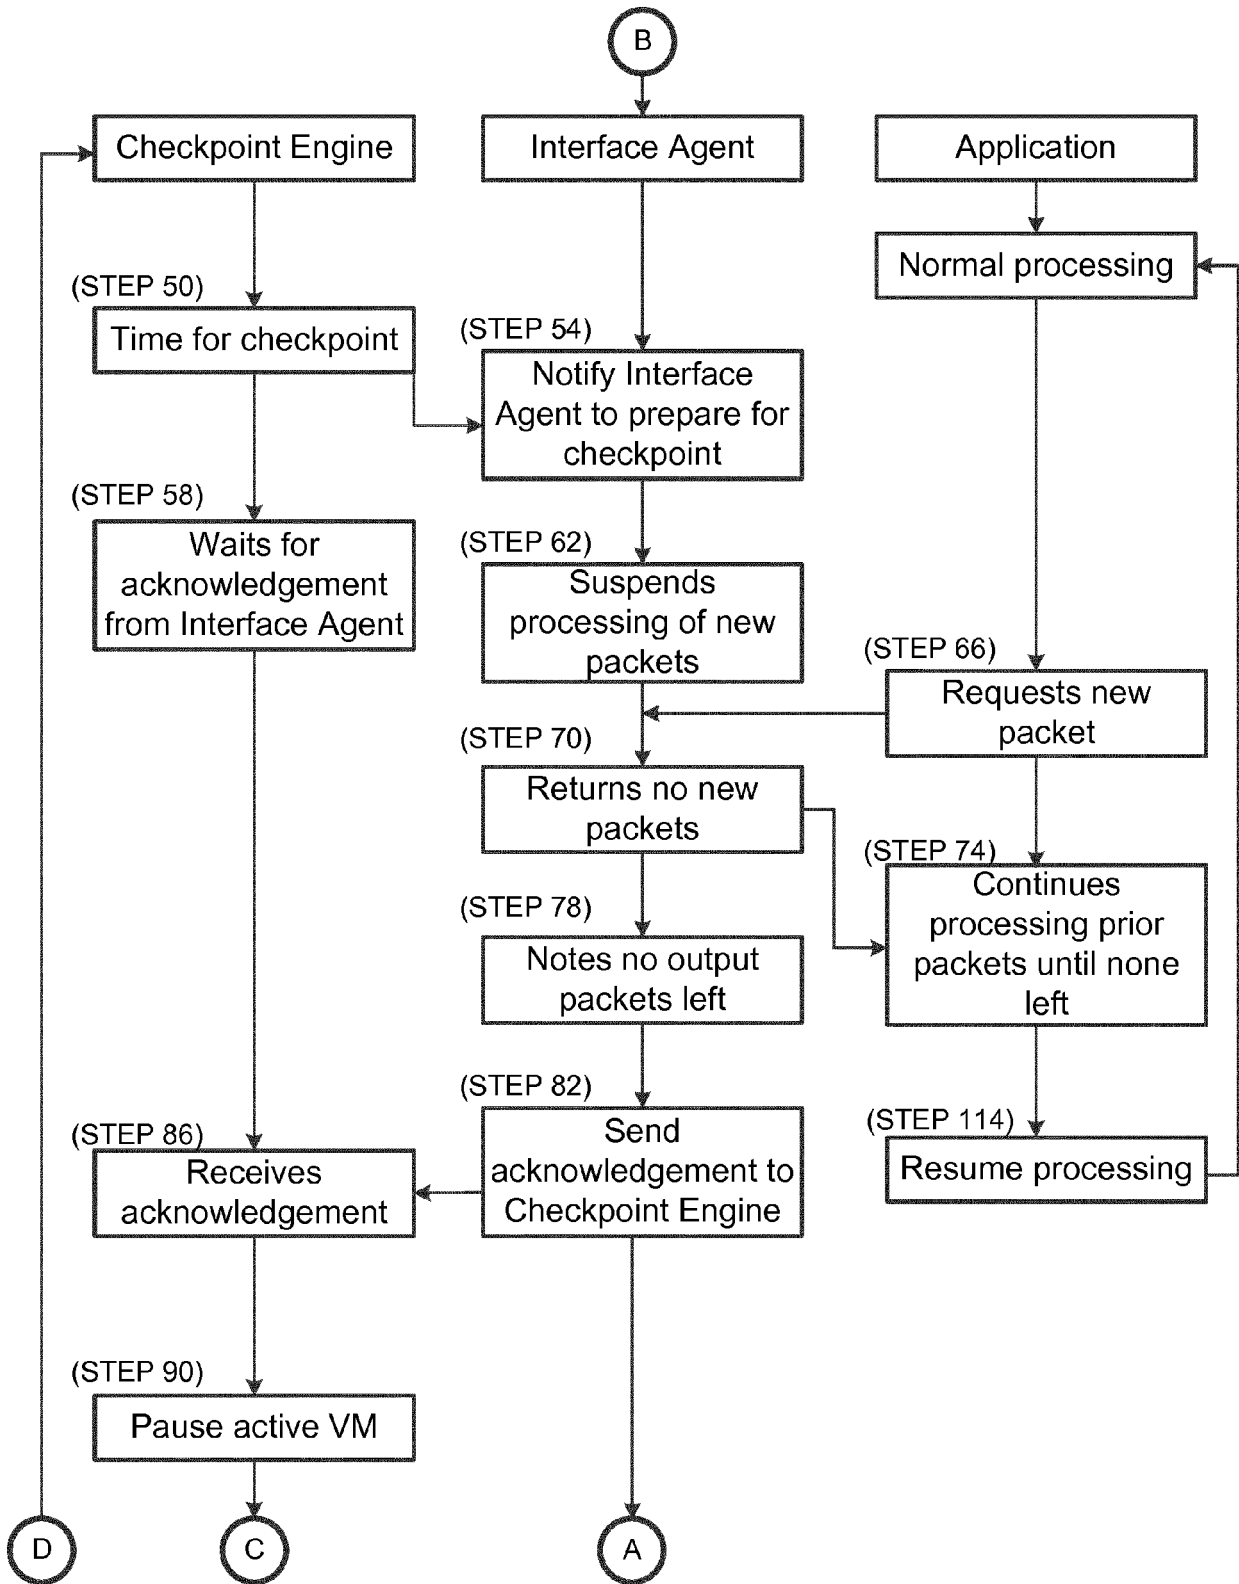 B
Checkpoint Engine
Interface Agent
Application
Normal processing
(STEP 50)
Time for checkpoint
(STEP 54)
Notify Interface
Agent to prepare for
checkpoint
(STEP 58)
Waits for
acknowledgement
from Interface Agent
(STEP 62)
Suspends
processing of new
packets
(STEP 66)
Requests new
packet
(STEP 70)
Returns no new
packets
(STEP 74)
Continues
processing prior
packets until none
left
(STEP 78)
Notes no output
packets left
(STEP 82)
Send
acknowledgement to
Checkpoint Engine
(STEP 86)
Receives
acknowledgement
(STEP 114)
Resume processing
(STEP 90)
Pause active VM
D
C
A